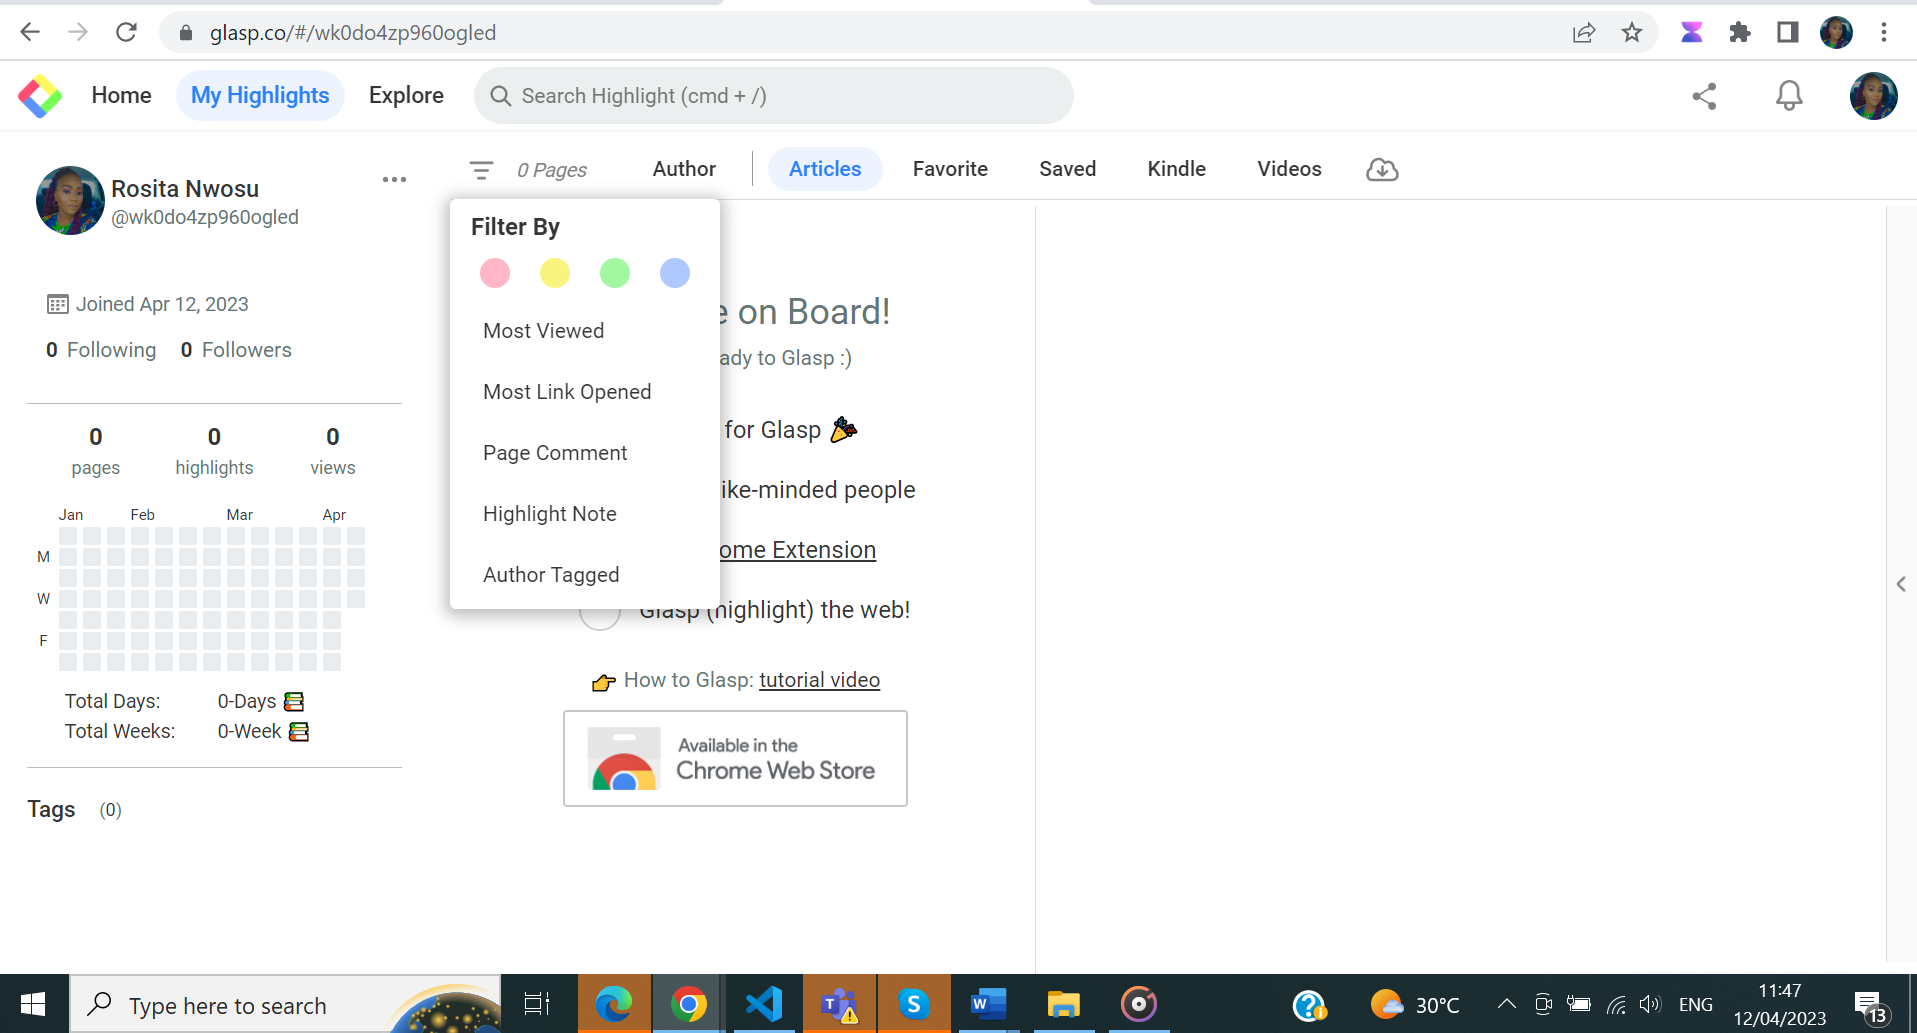 glasp.co/#/wk0do4zp960ogled
Home My Highlights Explore Search Highlight (cmd + /)
Rosita Nwosu
@wk0do4zp960ogled
Joined Apr 12, 2023
0 Following 0 Followers
0 0 0
pages highlights views
Jan Feb Mar Apr
M
W
F
Total Days: 0-Days
Total Weeks: 0-Week
Tags (0)
0 Pages Author Articles Favorite Saved Kindle Videos
Filter By
Most Viewed
Most Link Opened
Page Comment
Highlight Note
Author Tagged
e on Board!
ady to Glasp :)
for Glasp
ike-minded people
ome Extension
Glasp (highlight) the web!
How to Glasp: tutorial video
Available in the
Chrome Web Store
Type here to search
30°C
ENG
11:47
12/04/2023
13